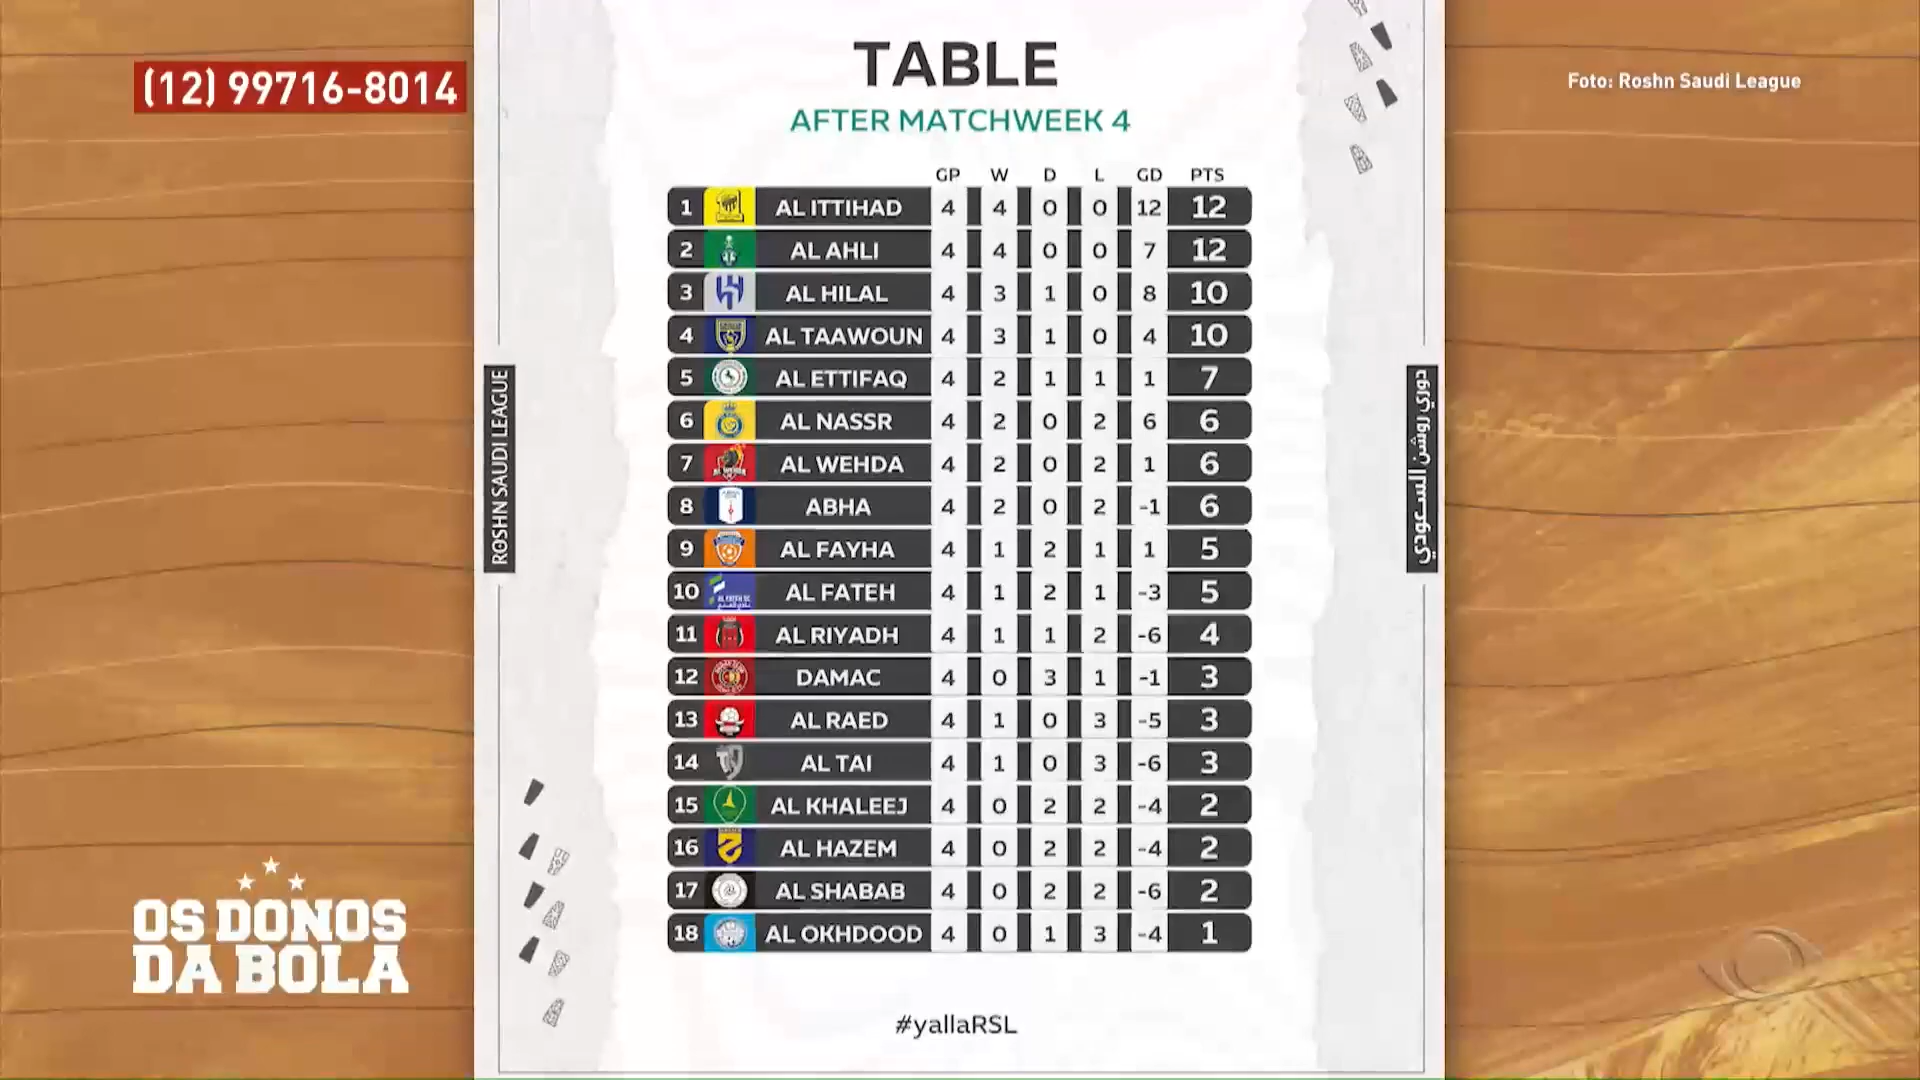 (12) 99716-8014
Foto: Roshn Saudi League
TABLE
AFTER MATCHWEEK 4
GP W D L GD PTS
1 AL ITTIHAD 4 4 0 0 12 12
2 AL AHLI 4 4 0 0 7 12
3 AL HILAL 4 3 1 0 8 10
4 AL TAAWOUN 4 3 1 0 4 10
5 AL ETTIFAQ 4 2 1 1 1 7
6 AL NASSR 4 2 0 2 6 6
7 AL WEHDA 4 2 0 2 1 6
8 ABHA 4 2 0 2 -1 6
9 AL FAYHA 4 1 2 1 1 5
10 AL FATEH 4 1 2 1 -3 5
11 AL RIYADH 4 1 1 2 -6 4
12 DAMAC 4 0 3 1 -1 3
13 AL RAED 4 1 0 3 -5 3
14 AL TAI 4 1 0 3 -6 3
15 AL KHALEEJ 4 0 2 2 -4 2
16 AL HAZEM 4 0 2 2 -4 2
17 AL SHABAB 4 0 2 2 -6 2
18 AL OKHDOOD 4 0 1 3 -4 1
ROSHN SAUDI LEAGUE
دوري روشن السعودي
OS DONOS
DA BOLA
#yallaRSL